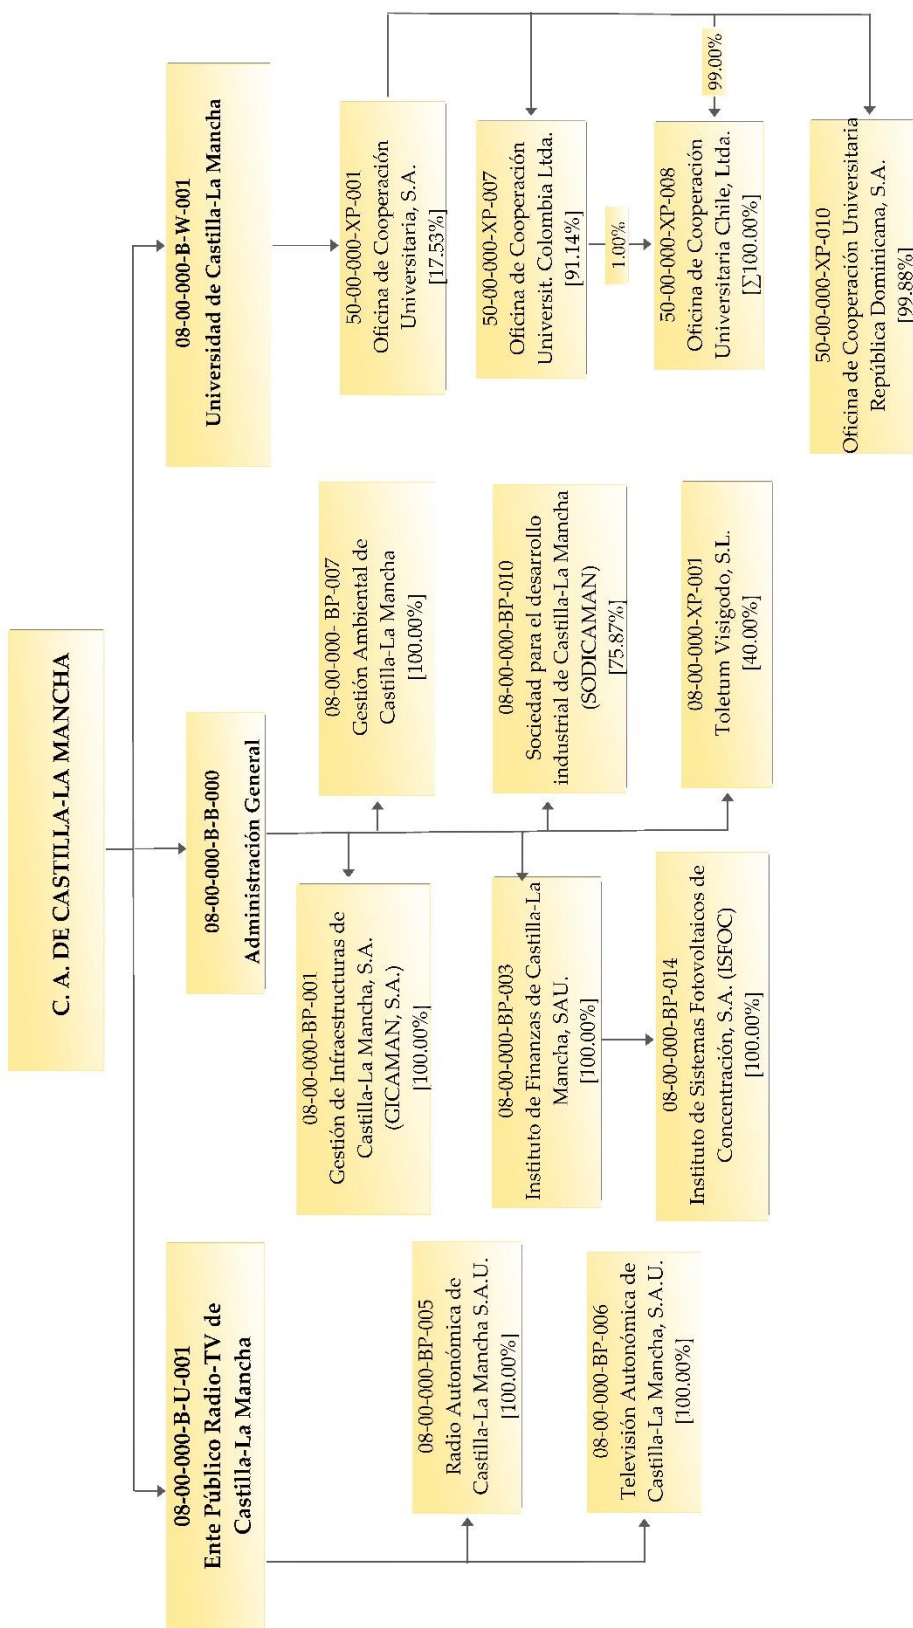 C. A. DE CASTILLA-LA MANCHA
08-00-000-B-U-001
Ente Público Radio-TV de
Castilla-La Mancha
08-00-000-BP-005
Radio Autonómica de
Castilla-La Mancha S.A.U.
[100.00%]
08-00-000-BP-006
Televisión Autonómica de
Castilla-La Mancha, S.A.U.
[100.00%]
08-00-000-B-B-000
Administración General
08-00-000-BP-001
Gestión de Infraestructuras de
Castilla-La Mancha, S.A.
(GICAMAN, S.A.)
[100.00%]
08-00-000- BP-007
Gestión Ambiental de
Castilla-La Mancha
[100.00%]
08-00-000-BP-003
Instituto de Finanzas de Castilla-La
Mancha, SAU.
[100.00%]
08-00-000-BP-010
Sociedad para el desarrollo
industrial de Castilla-La Mancha
(SODICAMAN)
[75.87%]
08-00-000-BP-014
Instituto de Sistemas Fotovoltaicos de
Concentración, S.A. (ISFOC)
[100.00%]
08-00-000-XP-001
Toletum Visigodo, S.L.
[40.00%]
08-00-000-B-W-001
Universidad de Castilla-La Mancha
50-00-000-XP-001
Oficina de Cooperación
Universitaria, S.A.
[17.53%]
50-00-000-XP-007
Oficina de Cooperación
Universit. Colombia Ltda.
[91.14%]
1.00%
99.00%
50-00-000-XP-008
Oficina de Cooperación
Universitaria Chile, Ltda.
[∑100.00%]
50-00-000-XP-010
Oficina de Cooperación Universitaria
República Dominicana, S.A.
[99.88%]